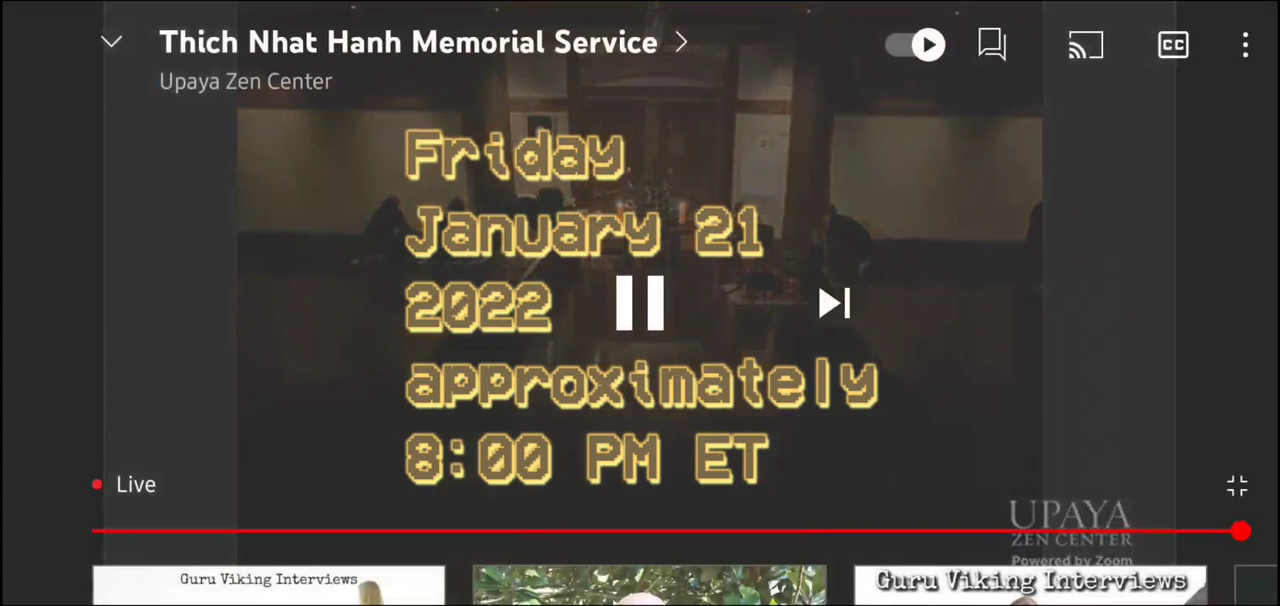 Thich Nhat Hanh Memorial Service
Upaya Zen Center
CC
Friday
January 21
2022
approximately
8:00 PM ET
Live
UPAYA
ZEN CENTER
Powered by Zoom
Guru Viking Interviews
Guru Viking Interviews